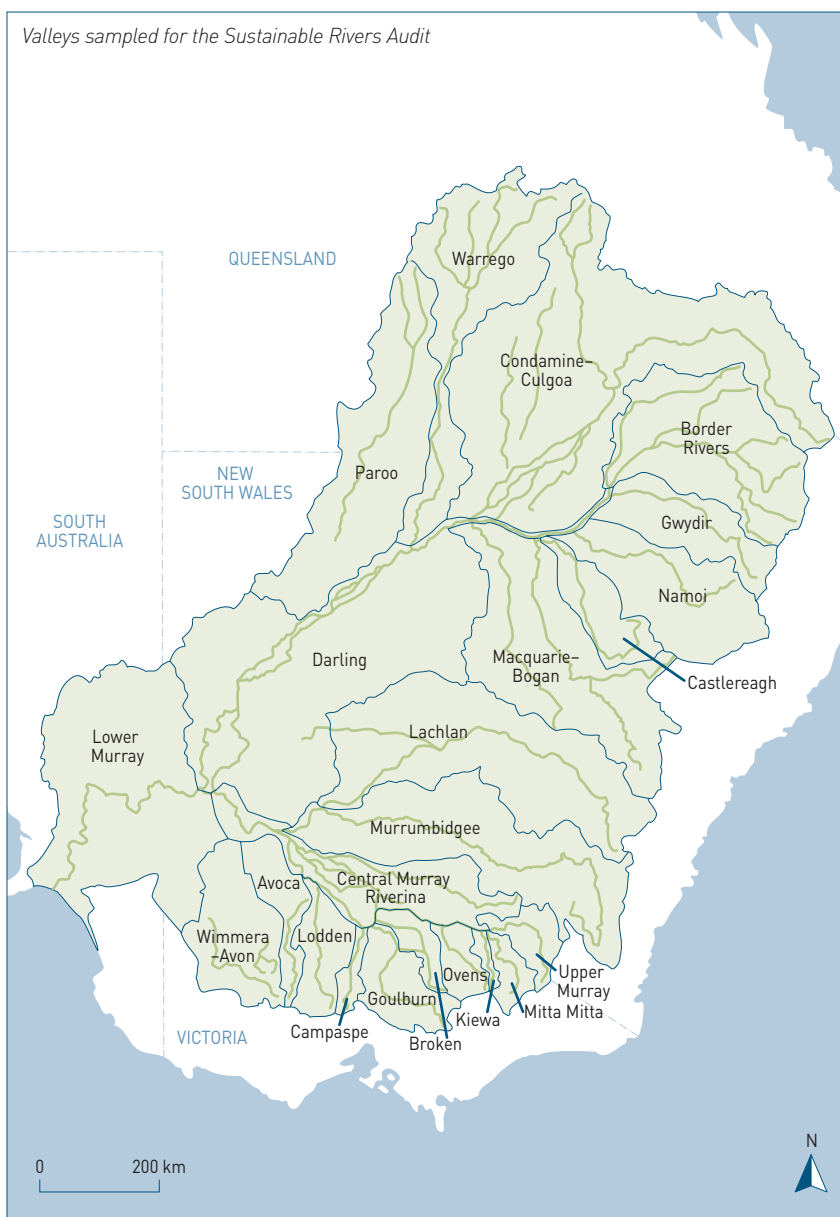 Valleys sampled for the Sustainable Rivers Audit
QUEENSLAND
Warrego
Condamine–
Culgoa
Border
Rivers
Paroo
NEW
SOUTH WALES
SOUTH
AUSTRALIA
Gwydir
Namoi
Darling
Macquarie–
Bogan
Castlereagh
Lower
Murray
Lachlan
Murrumbidgee
Avoca
Central Murray
Riverina
Wimmera
–Avon
Lodden
Ovens
Upper
Murray
Goulburn
Mitta Mitta
Kiewa
Campaspe
Broken
VICTORIA
0 200 km
N